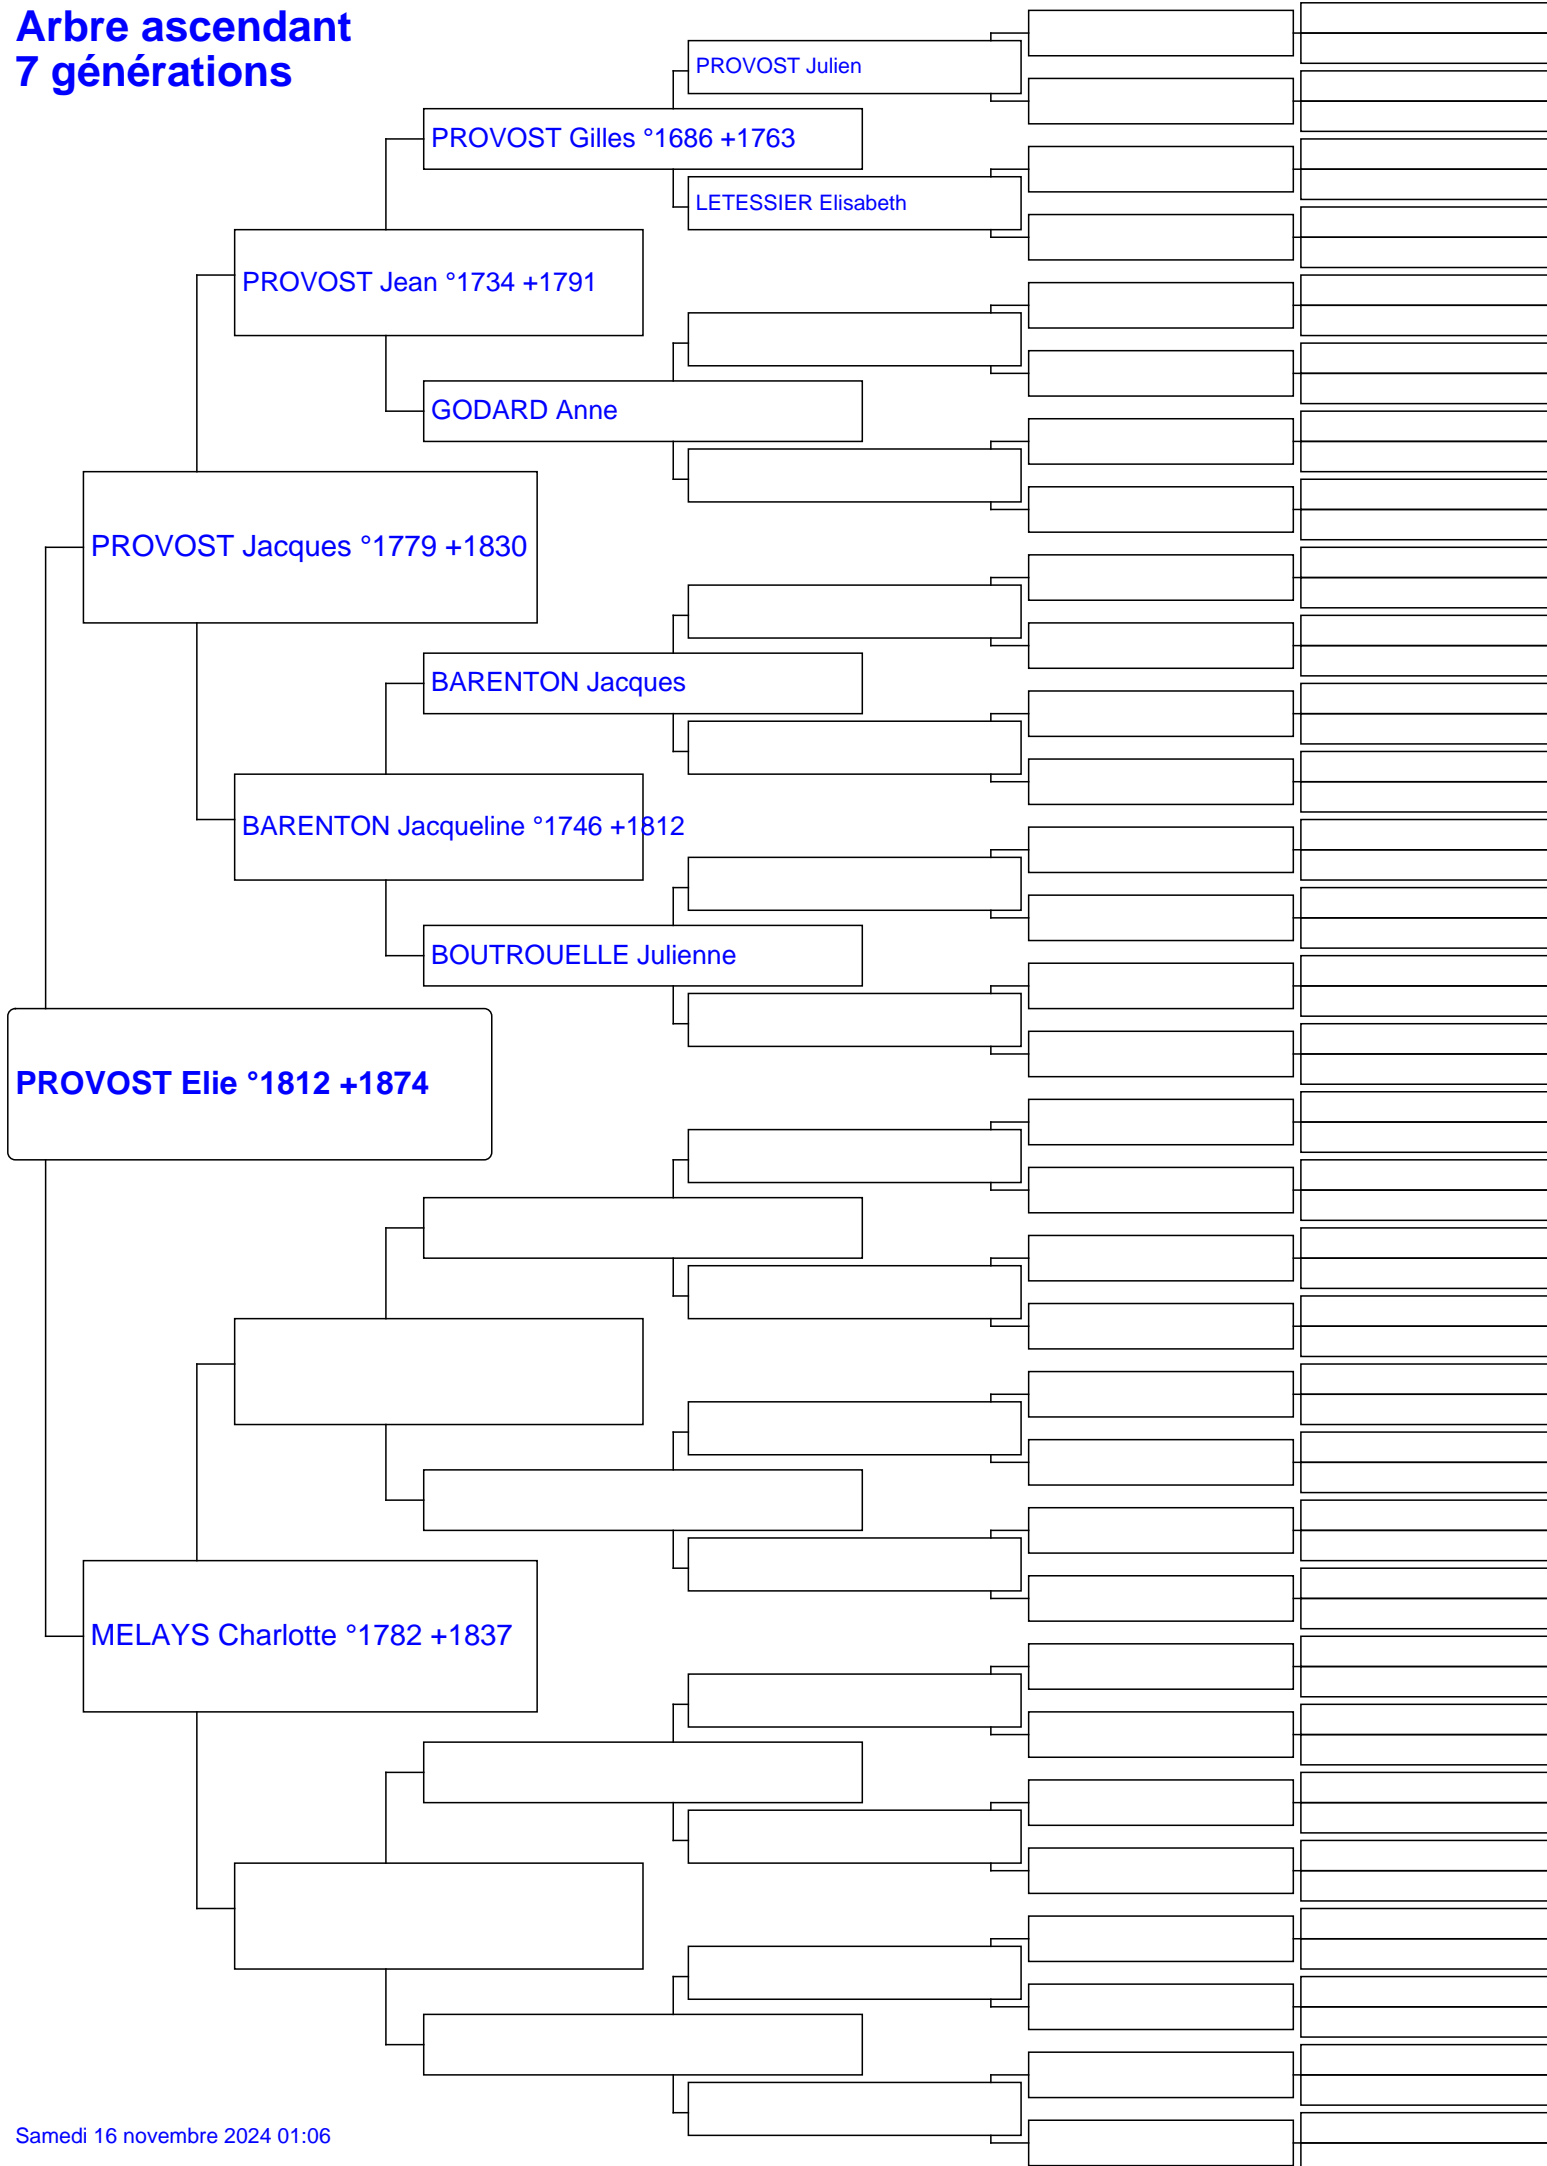 Arbre ascendant
7 générations
PROVOST Julien
PROVOST Gilles °1686 +1763
LETESSIER Elisabeth
PROVOST Jean °1734 +1791
GODARD Anne
PROVOST Jacques °1779 +1830
BARENTON Jacques
BARENTON Jacqueline °1746 +1812
BOUTROUELLE Julienne
PROVOST Elie °1812 +1874
MELAYS Charlotte °1782 +1837
Samedi 16 novembre 2024 01:06